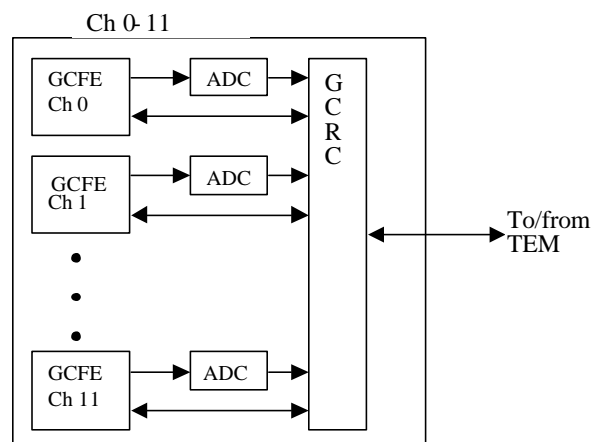 Ch 0-11
GCFE
Ch 0
ADC
G
C
R
C
GCFE
Ch 1
ADC
To/from
TEM
GCFE
Ch 11
ADC